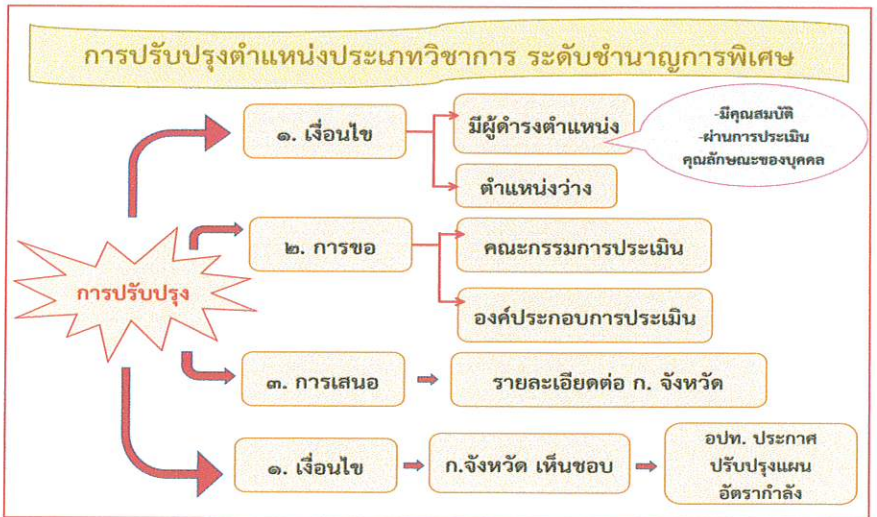 การปรับปรุงตำแหน่งประเภทวิชาการ ระดับชำนาญการพิเศษ
๑. เงื่อนไข
มีผู้ดำรงตำแหน่ง
-มีคุณสมบัติ
-ผ่านการประเมิน
คุณลักษณะของบุคคล
ตำแหน่งว่าง
การปรับปรุง
๒. การขอ
คณะกรรมการประเมิน
องค์ประกอบการประเมิน
๓. การเสนอ
รายละเอียดต่อ ก. จังหวัด
๑. เงื่อนไข
ก.จังหวัด เห็นชอบ
อปท. ประกาศ
ปรับปรุงแผน
อัตรากำลัง